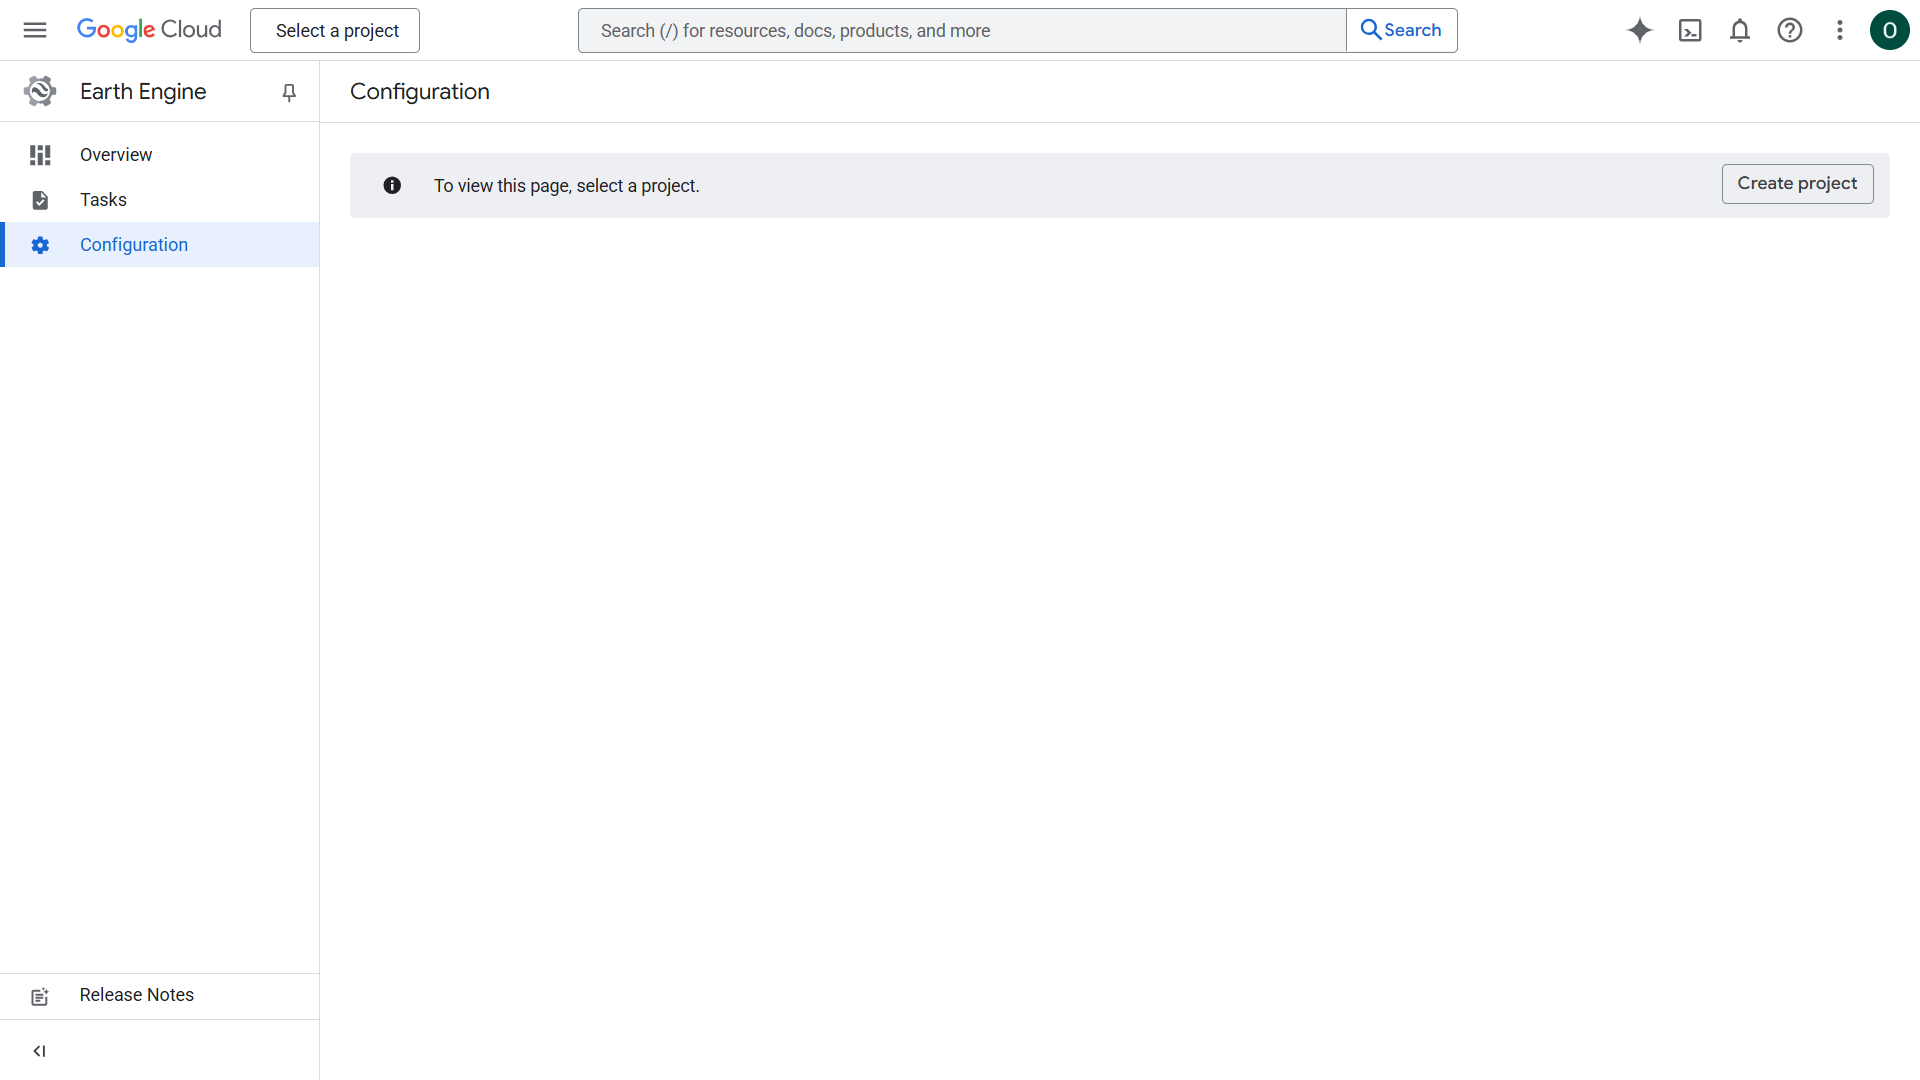 Google Cloud
Select a project
Search (/) for resources, docs, products, and more
Search
O
Earth Engine
Configuration
Overview
Tasks
Configuration
To view this page, select a project.
Create project
Release Notes